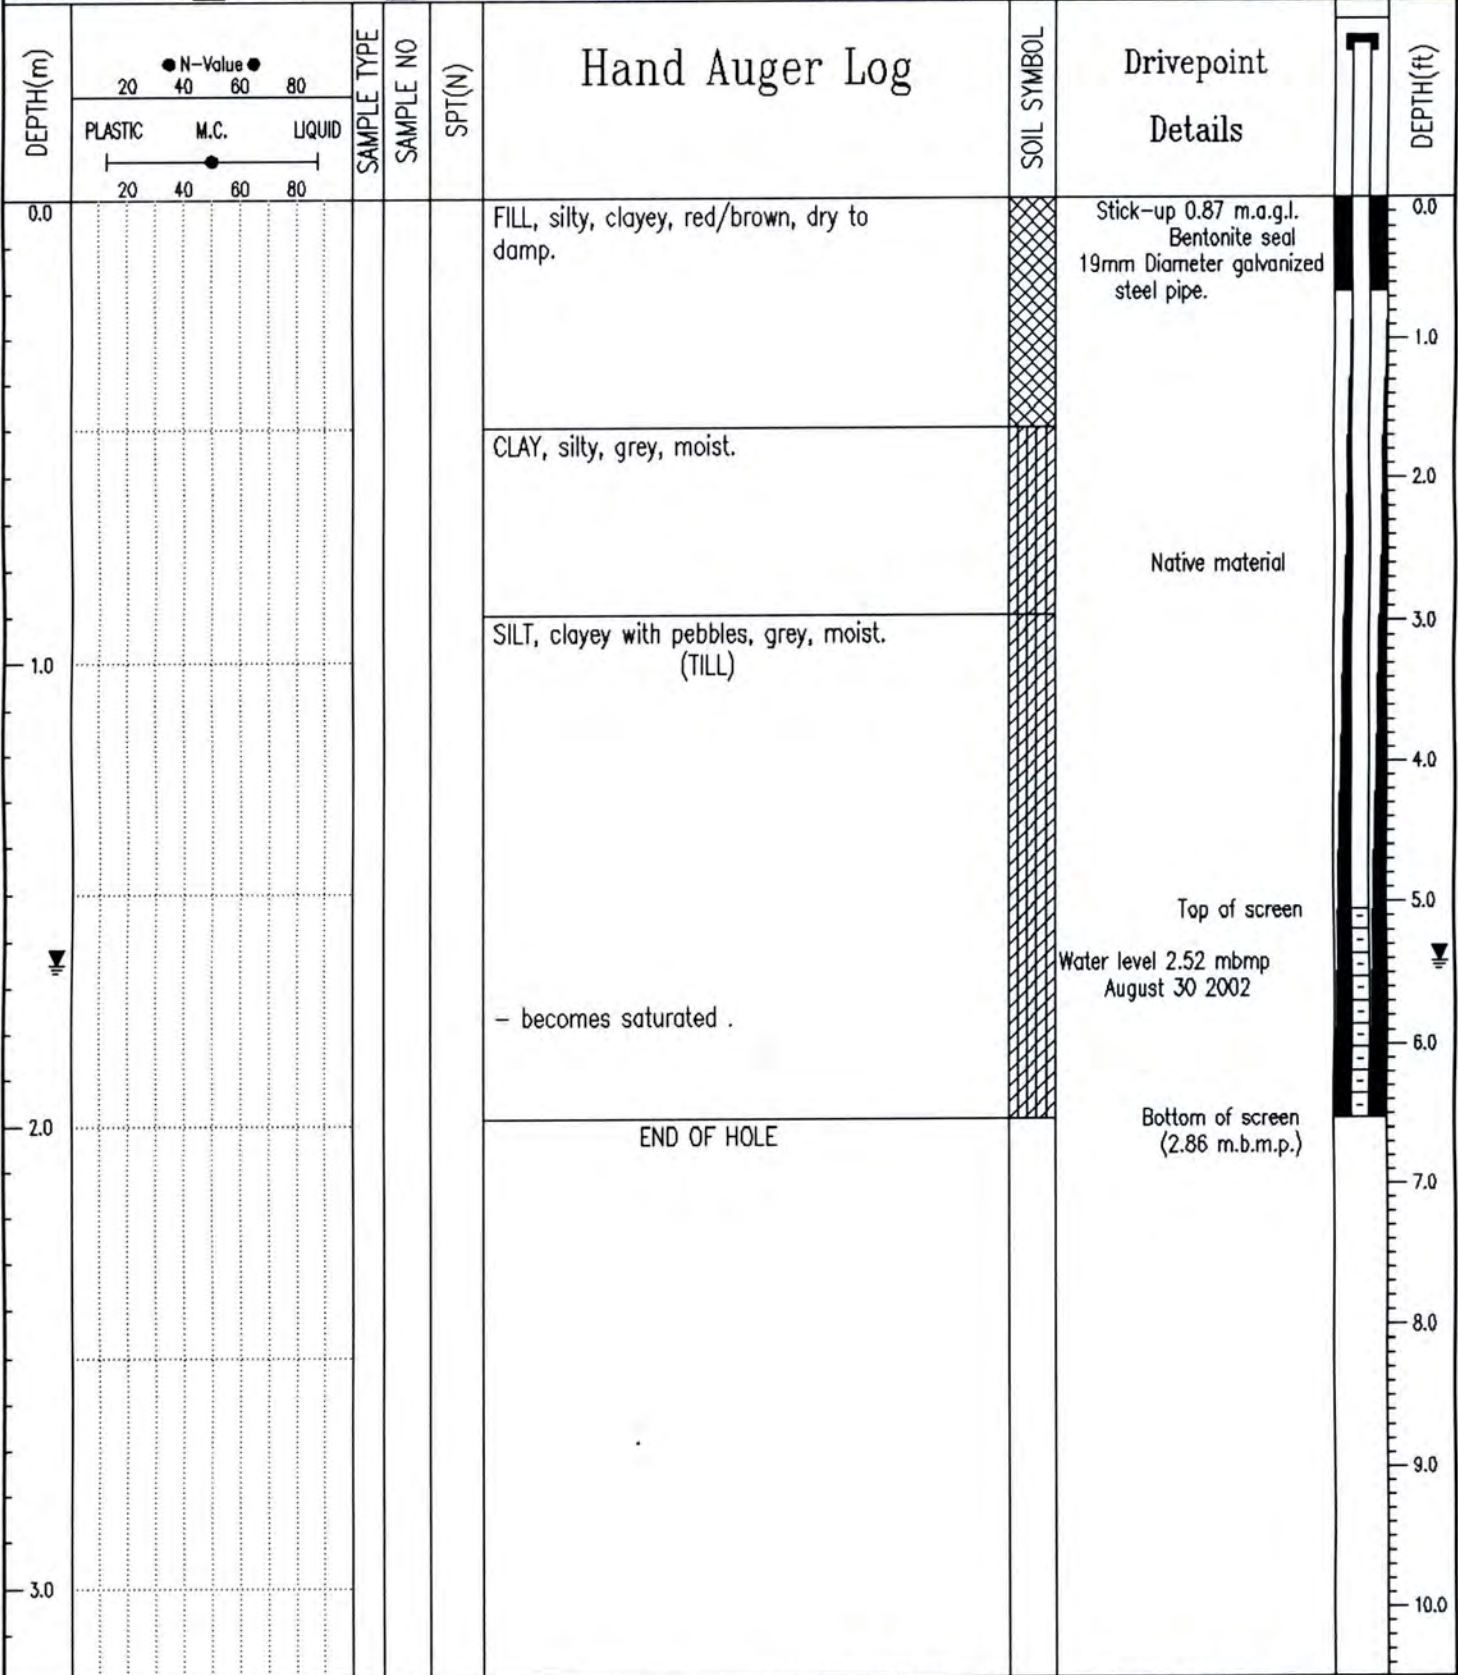 DEPTH(m)
● N-Value ●
20 40 60 80
PLASTIC M.C. LIQUID
20 40 60 80
SAMPLE TYPE
SAMPLE NO
SPT(N)
Hand Auger Log
SOIL SYMBOL
Drivepoint
Details
DEPTH(ft)
0.0
FILL, silty, clayey, red/brown, dry to
damp.
Stick-up 0.87 m.a.g.l.
Bentonite seal
19mm Diameter galvanized
steel pipe.
0.0
1.0
CLAY, silty, grey, moist.
2.0
Native material
SILT, clayey with pebbles, grey, moist.
(TILL)
3.0
1.0
4.0
Top of screen
5.0
Water level 2.52 mbmp
August 30 2002
- becomes saturated .
6.0
2.0
END OF HOLE
Bottom of screen
(2.86 m.b.m.p.)
7.0
8.0
9.0
3.0
10.0